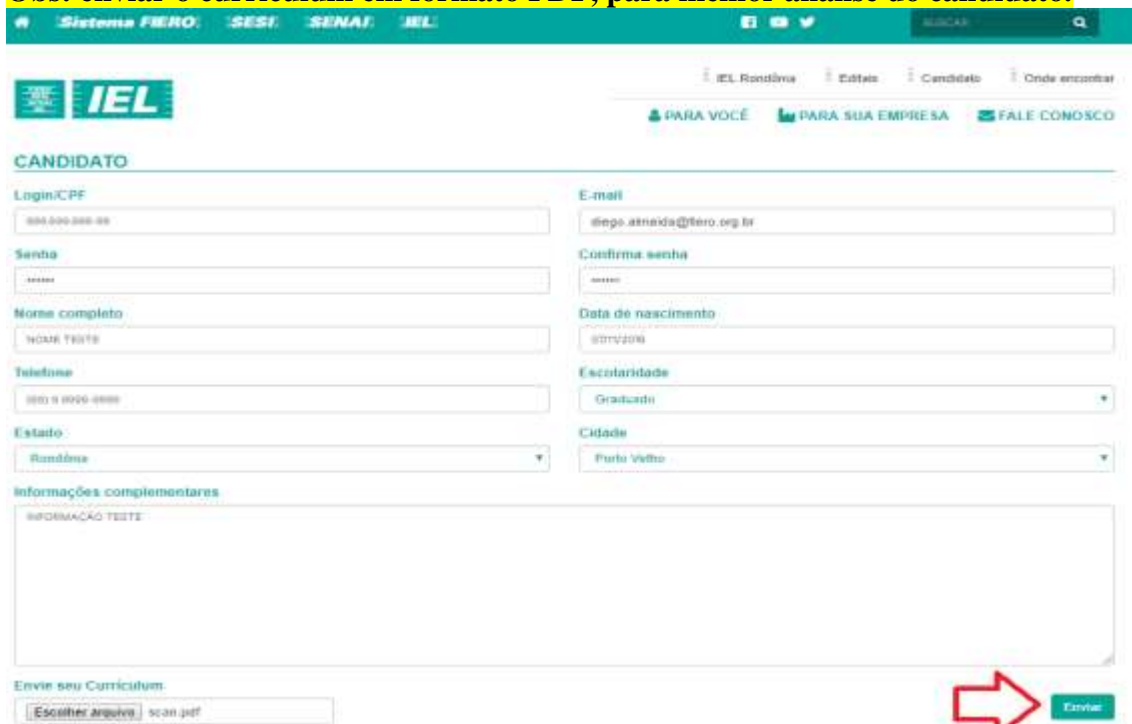 Obs: enviar o curriculum em formato PDF, para melhor análise do candidato.
Sistema FIERO SESI SENAI IEL BUSCAR
IEL
IEL Rondônia Editais Candidato Onde encontrar
PARA VOCÊ PARA SUA EMPRESA FALE CONOSCO
CANDIDATO
Login/CPF E-mail
diego.almeida@fiero.org.br
Senha Confirma senha
Nome completo Data de nascimento
NOME TESTE
Telefone Escolaridade
Graduado
Estado Cidade
Rondônia Porto Velho
Informações complementares
INFORMAÇÃO TESTE
Envie seu Curriculum
Escolher arquivo scan.pdf Enviar